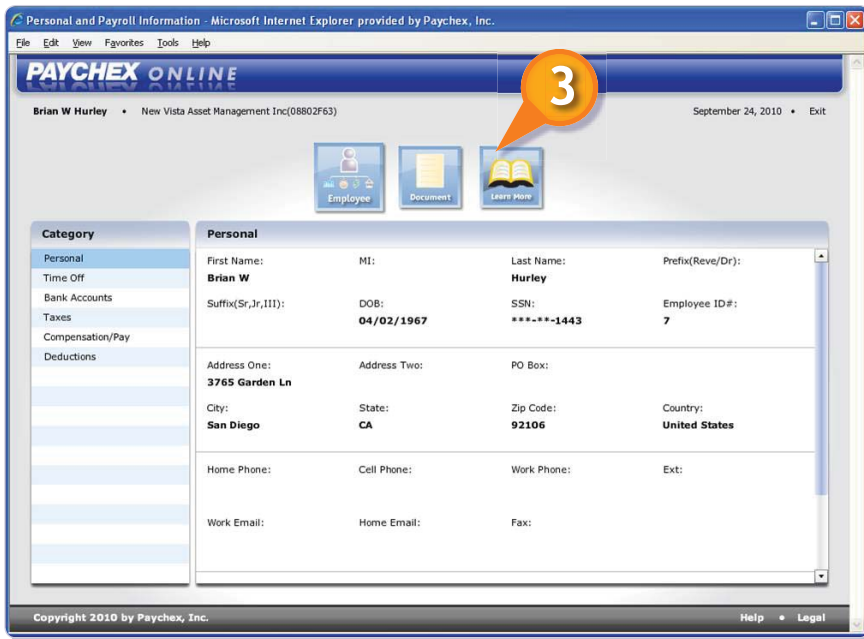 Personal and Payroll Information - Microsoft Internet Explorer provided by Paychex, Inc.
File Edit View Favorites Tools Help
PAYCHEX ONLINE
3
Brian W Hurley • New Vista Asset Management Inc(08802F63) September 24, 2010 • Exit
Employee Document Learn More
Category Personal
Personal
Time Off
Bank Accounts
Taxes
Compensation/Pay
Deductions
First Name: MI: Last Name: Prefix(Reve/Dr):
Brian W Hurley
Suffix(Sr,Jr,III): DOB: SSN: Employee ID#:
04/02/1967 ***-**-1443 7
Address One: Address Two: PO Box:
3765 Garden Ln
City: State: Zip Code: Country:
San Diego CA 92106 United States
Home Phone: Cell Phone: Work Phone: Ext:
Work Email: Home Email: Fax:
Copyright 2010 by Paychex, Inc. Help • Legal